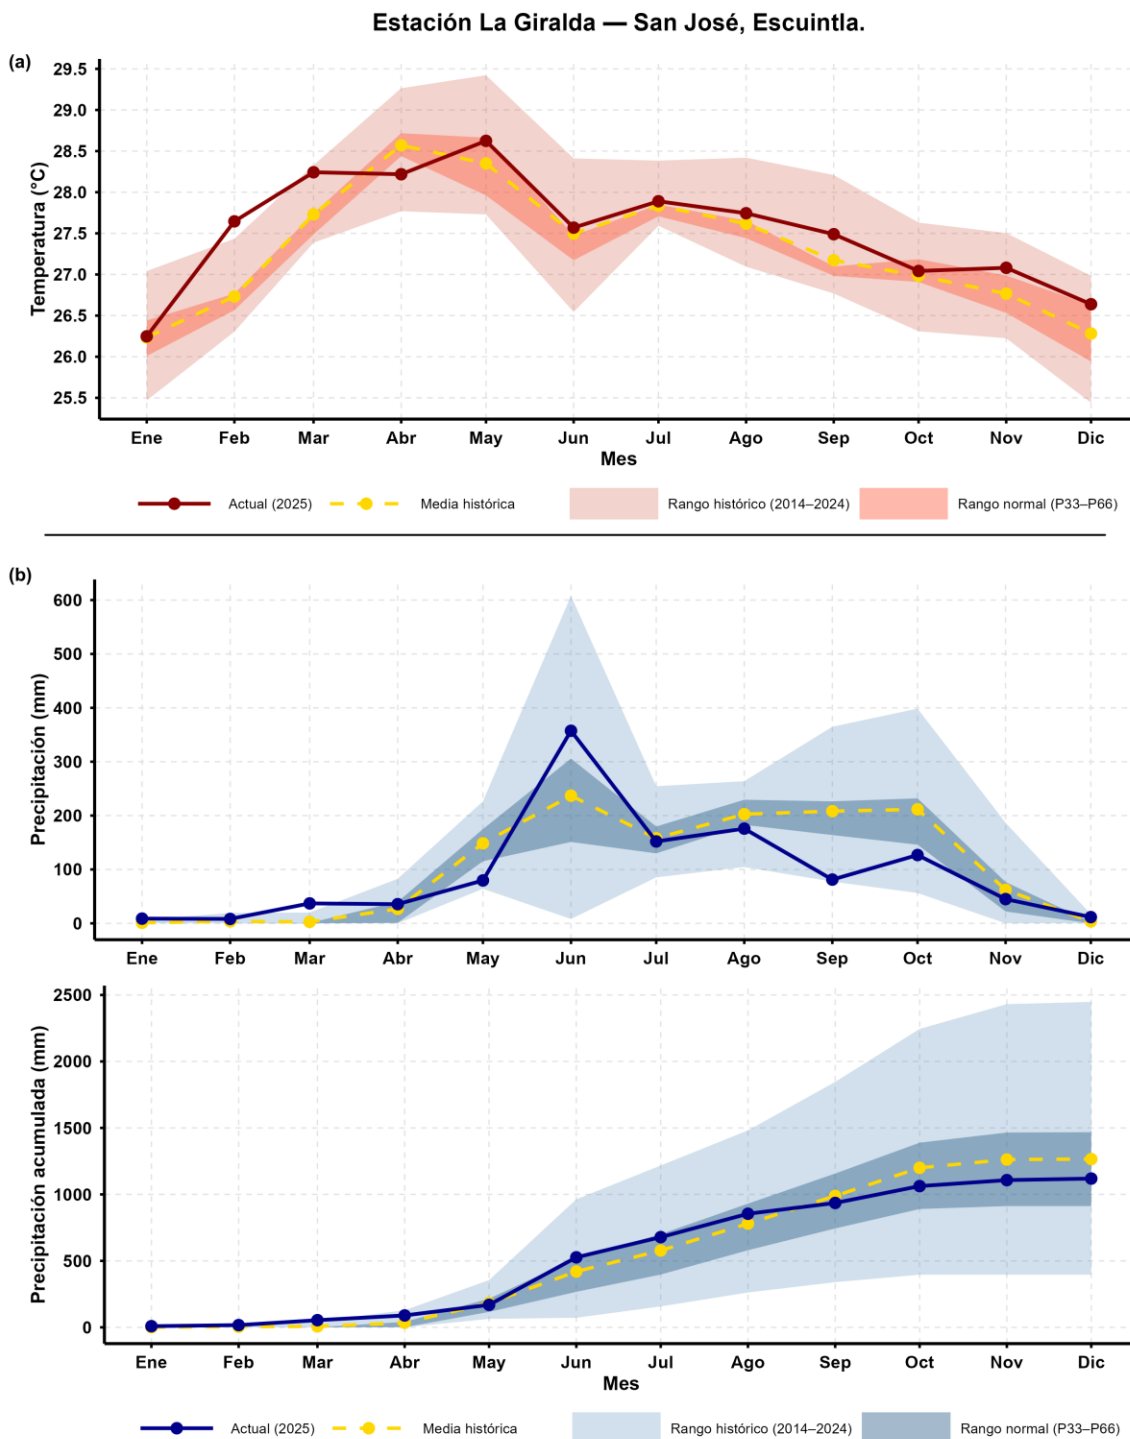 Estación La Giralda — San José, Escuintla.
(a)
Temperatura (°C)
29.5
29.0
28.5
28.0
27.5
27.0
26.5
26.0
25.5
Ene Feb Mar Abr May Jun Jul Ago Sep Oct Nov Dic
Mes
Actual (2025) Media histórica Rango histórico (2014–2024) Rango normal (P33–P66)
(b)
Precipitación (mm)
600
500
400
300
200
100
0
Ene Feb Mar Abr May Jun Jul Ago Sep Oct Nov Dic
Precipitación acumulada (mm)
2500
2000
1500
1000
500
0
Ene Feb Mar Abr May Jun Jul Ago Sep Oct Nov Dic
Mes
Actual (2025) Media histórica Rango histórico (2014–2024) Rango normal (P33–P66)